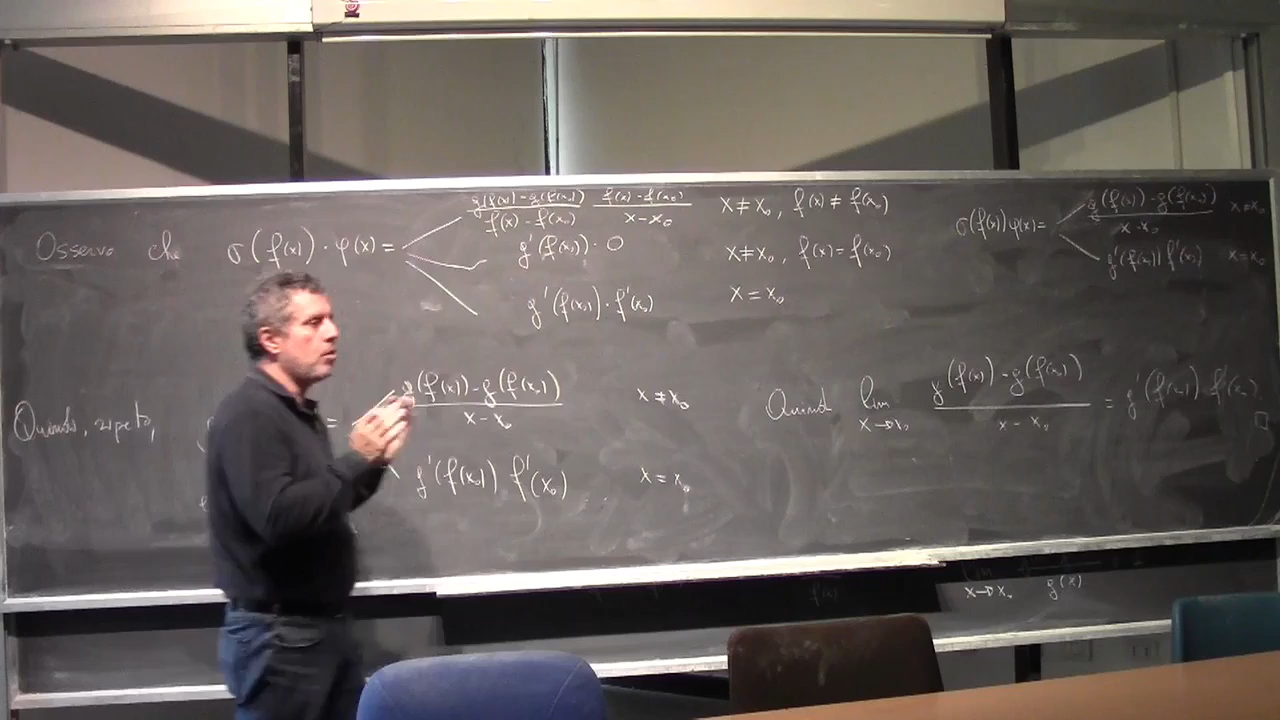 Osservo che σ(f(x))·φ(x) =
g(f(x)) - g(f(x₀)) / f(x) - f(x₀) · f(x) - f(x₀) / x - x₀   x ≠ x₀, f(x) ≠ f(x₀)
g'(f(x₀))·0   x ≠ x₀, f(x) = f(x₀)
g'(f(x₀))·f'(x₀)   x = x₀
σ(f(x)) φ(x) =
g(f(x)) - g(f(x₀)) / x - x₀   x ≠ x₀
g'(f(x₀)) f'(x₀)   x = x₀
Quindi, ripeto,
= g(f(x)) - g(f(x₀)) / x - x₀   x ≠ x₀
g'(f(x₀)) f'(x₀)   x = x₀
Quindi lim x→x₀ g(f(x)) - g(f(x₀)) / x - x₀ = g'(f(x₀)) f'(x₀) □
f(x)
x→x₀ g(x)